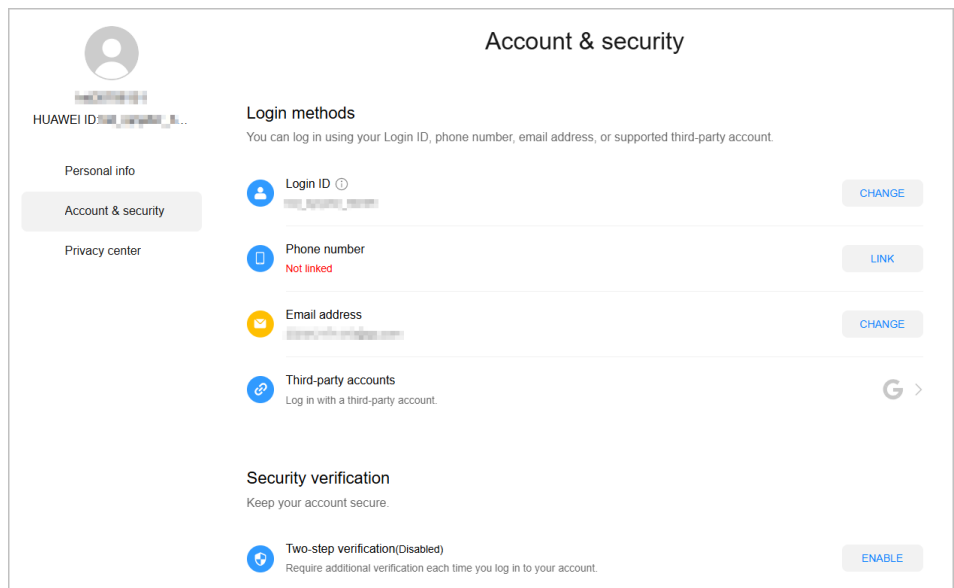 Account & security
HUAWEI ID:
Personal info
Account & security
Privacy center
Login methods
You can log in using your Login ID, phone number, email address, or supported third-party account.
Login ID
CHANGE
Phone number
Not linked
LINK
Email address
CHANGE
Third-party accounts
Log in with a third-party account.
G
Security verification
Keep your account secure.
Two-step verification(Disabled)
Require additional verification each time you log in to your account.
ENABLE